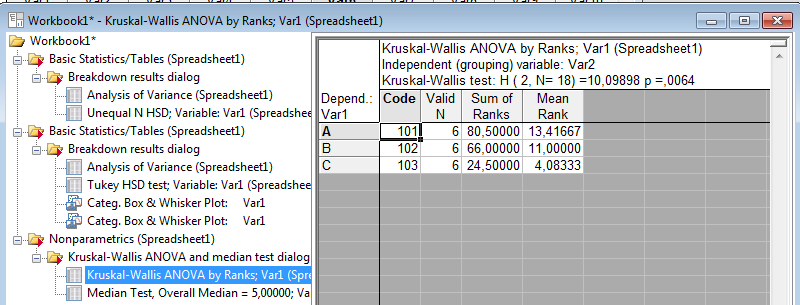 Workbook1* - Kruskal-Wallis ANOVA by Ranks; Var1 (Spreadsheet1)
Workbook1*
Basic Statistics/Tables (Spreadsheet1)
Breakdown results dialog
Analysis of Variance (Spreadsheet1)
Unequal N HSD; Variable: Var1 (Spreadshee
Basic Statistics/Tables (Spreadsheet1)
Breakdown results dialog
Analysis of Variance (Spreadsheet1)
Tukey HSD test; Variable: Var1 (Spreadshee
Categ. Box & Whisker Plot: Var1
Categ. Box & Whisker Plot: Var1
Nonparametrics (Spreadsheet1)
Kruskal-Wallis ANOVA and median test dialog
Kruskal-Wallis ANOVA by Ranks; Var1 (Spre
Median Test, Overall Median = 5,00000; Va
Kruskal-Wallis ANOVA by Ranks; Var1 (Spreadsheet1)
Independent (grouping) variable: Var2
Kruskal-Wallis test: H ( 2, N= 18) =10,09898 p =,0064
Depend.: Code Valid Sum of Mean
Var1 N Ranks Rank
A 101 6 80,50000 13,41667
B 102 6 66,00000 11,00000
C 103 6 24,50000 4,08333